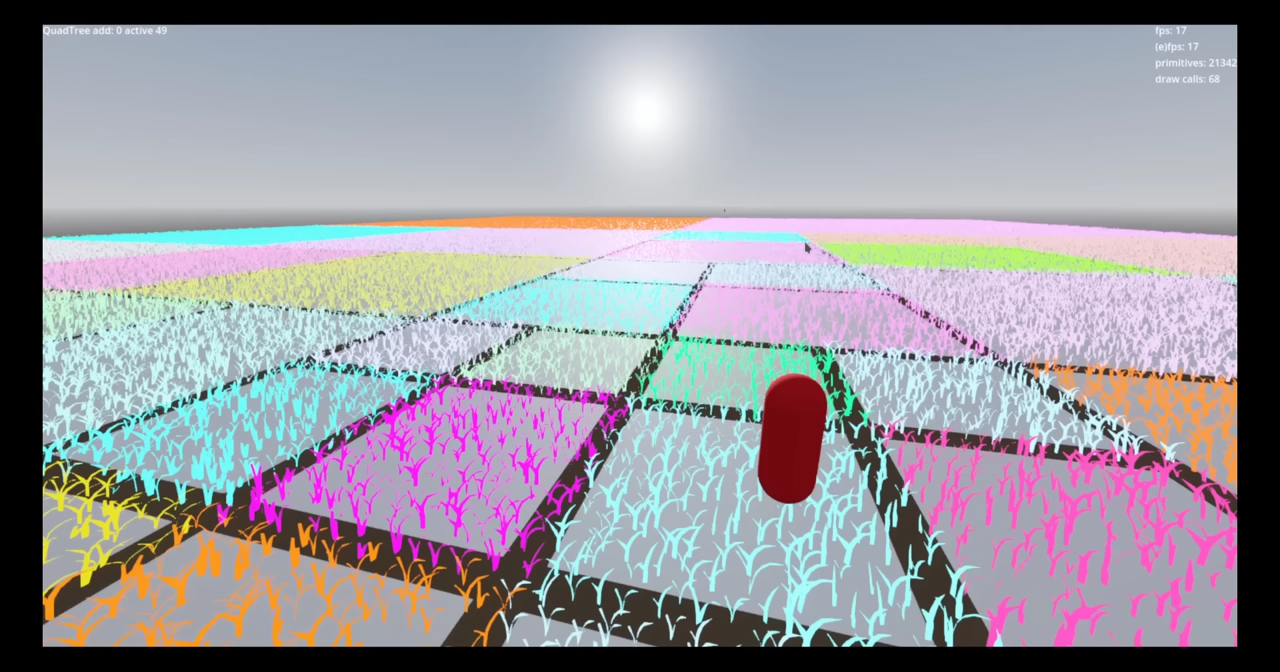 QuadTree add: 0 active 49
fps: 17
(e)fps: 17
primitives: 21342
draw calls: 68